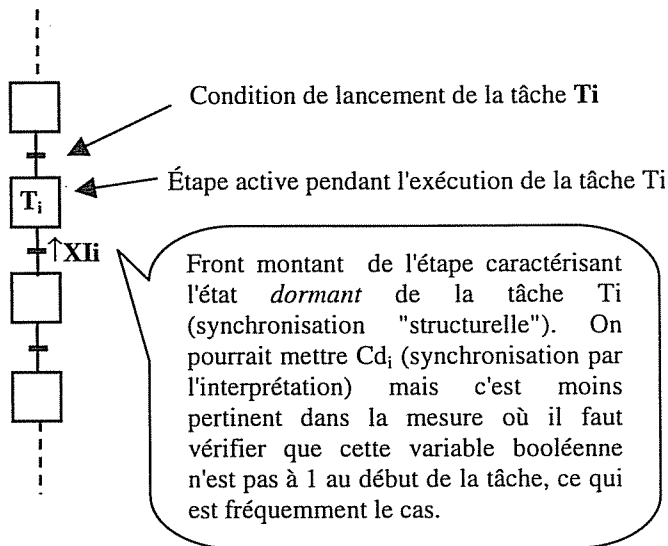 Condition de lancement de la tâche Ti
Étape active pendant l'exécution de la tâche Ti
Ti
↑XIi
Front montant de l'étape caractérisant
l'état dormant de la tâche Ti
(synchronisation "structurelle"). On
pourrait mettre Cdi (synchronisation par
l'interprétation) mais c'est moins
pertinent dans la mesure où il faut
vérifier que cette variable booléenne
n'est pas à 1 au début de la tâche, ce qui
est fréquemment le cas.